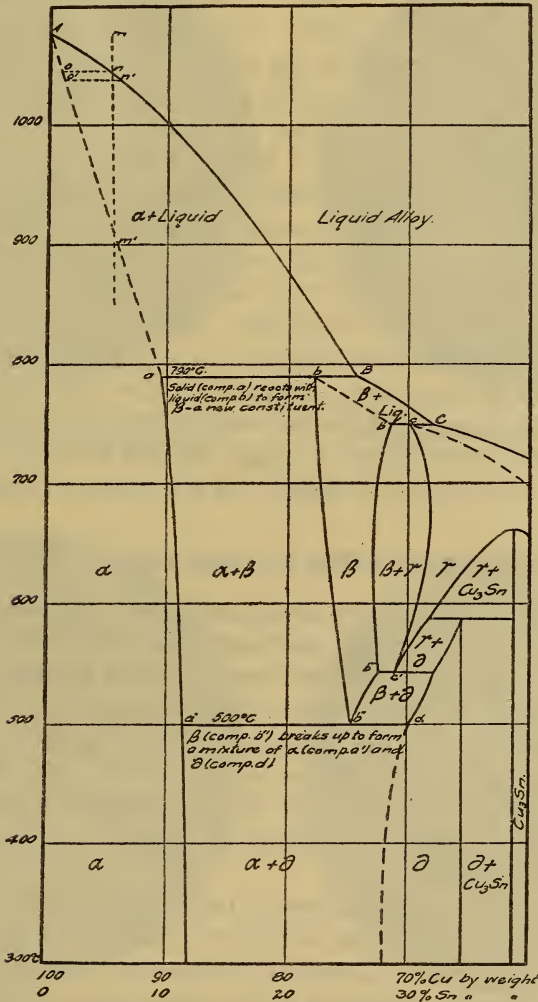 A
n
o
n
o'
n'
1000
α+Liquid
Liquid Alloy.
900
m'
800
790°C.
a
b
B
Solid (comp.a) reacts with
liquid (comp.b) to form
β-a new constituent.
β+
Liq.
b'
c
C
700
α
α+β
β
β+r
r
r+
Cu3Sn
600
r+
∂
b"
c'
β+∂
500
a'
500°C
b"
d
β (comp. b") breaks up to form
a mixture of α (comp.a') and
∂ (comp.d)
400
α
α+∂
∂
∂+
Cu3Sn
Cu3Sn.
300°C
100
90
80
70% Cu by weight
0
10
20
30% Sn " "